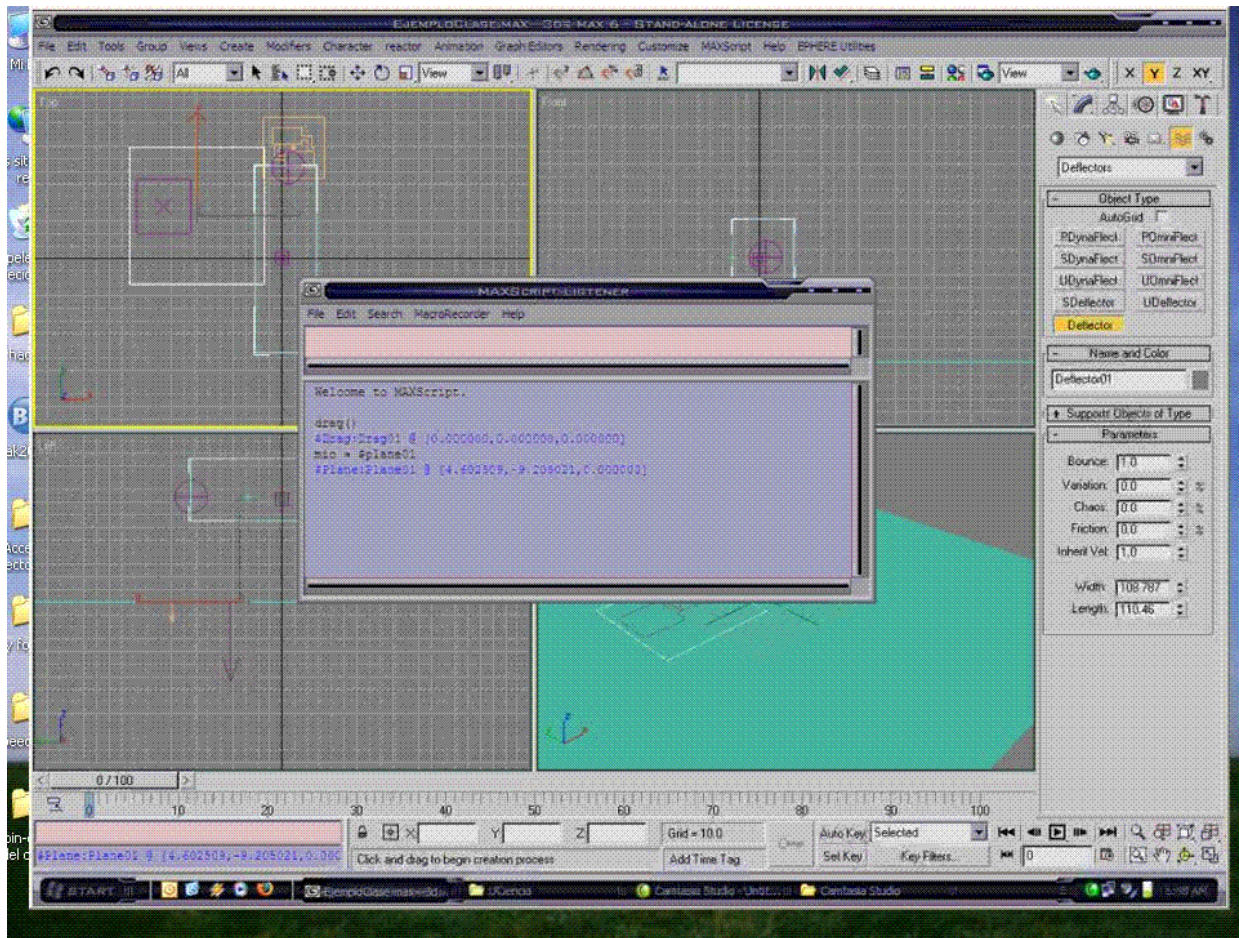 EjemploClase.max - 3ds max 6 - Stand-alone License
File Edit Tools Group Views Create Modifiers Character reactor Animation Graph Editors Rendering Customize MAXScript Help EPHERE Utilities
All View View X Y Z XY
Top
Front
Left
Deflectors
- Object Type
AutoGrid
PDynaFlect POmniFlect
SDynaFlect SOmniFlect
UDynaFlect UOmniFlect
SDeflector UDeflector
Deflector
- Name and Color
Deflector01
+ Supports Objects of Type
- Parameters
Bounce: 1.0
Variation: 0.0
Chaos: 0.0
Friction: 0.0
Inherit Vel: 1.0
Width: 108.787
Length: 110.46
MAXScript Listener
File Edit Search MacroRecorder Help
Welcome to MAXScript.
drag()
$Drag:Drag01 @ [0.000000,0.000000,0.000000]
mio = $plane01
$Plane:Plane01 @ [4.602509,-9.205021,0.000000]
0 / 100
0 10 20 30 40 50 60 70 80 90 100
X: Y: Z: Grid = 10.0 Auto Key Selected
$Plane:Plane01 @ [4.602509,-9.205021,0.000 Click and drag to begin creation process Add Time Tag Set Key Key Filters... 0
START EjemploClase.max - 3d... UGencia Camtasia Studio - Untit... Camtasia Studio